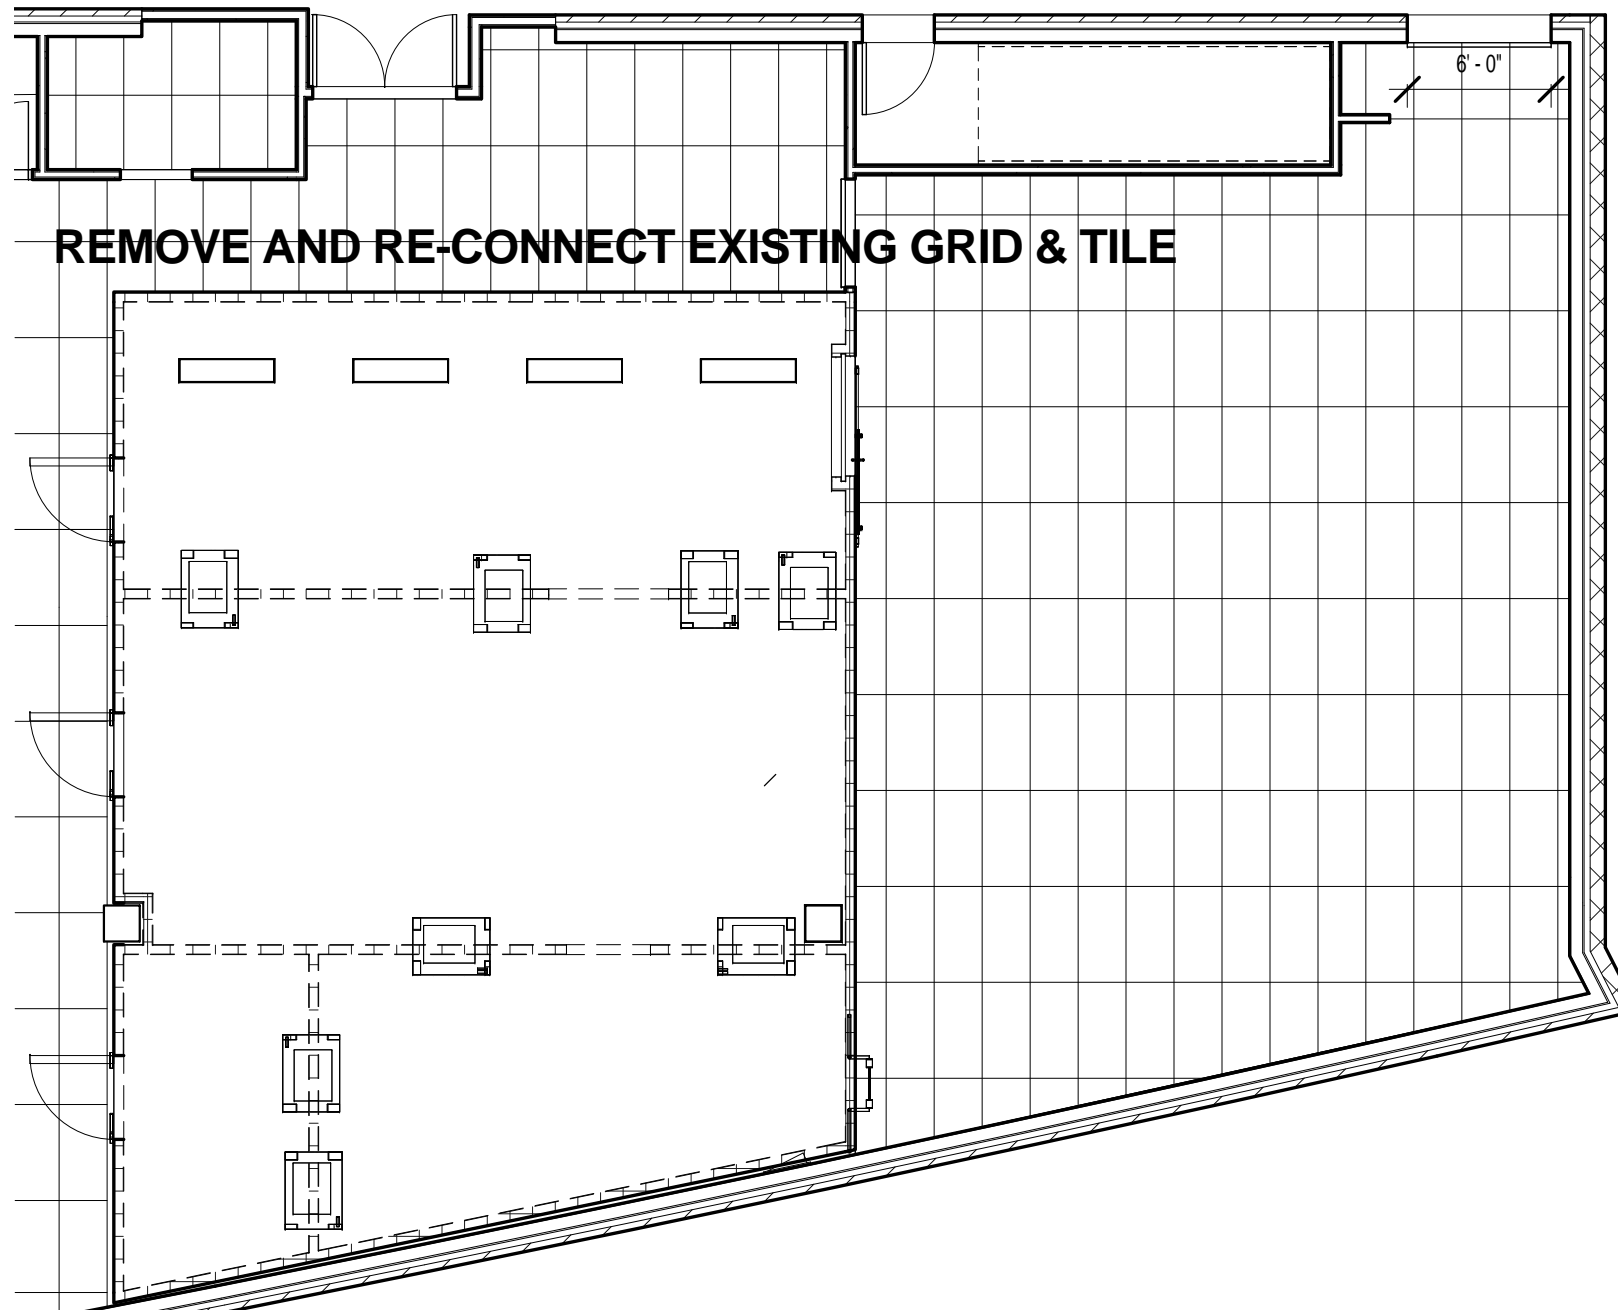 6' - 0"
REMOVE AND RE-CONNECT EXISTING GRID & TILE